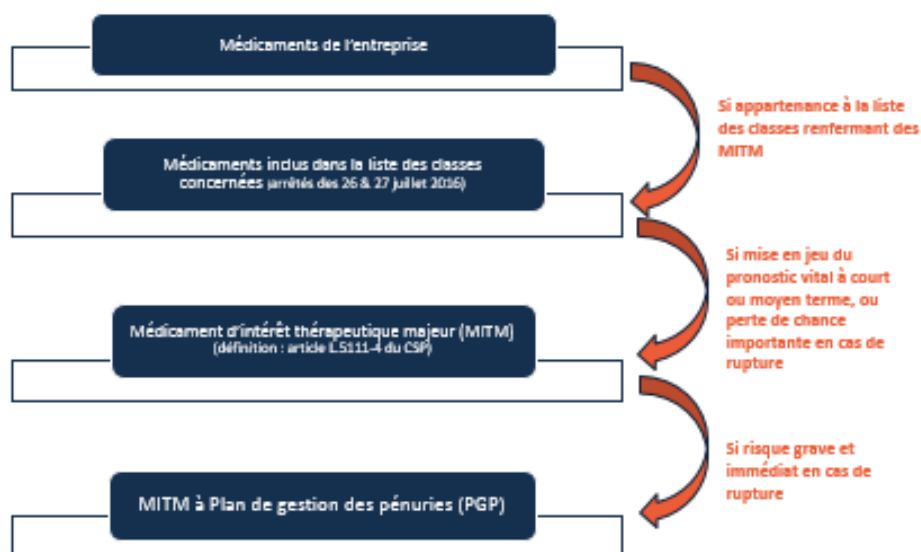 Médicaments de l'entreprise
Si appartenance à la liste
des classes renfermant des
MITM
Médicaments inclus dans la liste des classes
concernées (arrêtés des 26 & 27 juillet 2016)
Si mise en jeu du
pronostic vital à court
ou moyen terme, ou
perte de chance
importante en cas de
rupture
Médicament d'intérêt thérapeutique majeur (MITM)
(définition : article L.5111-4 du CSP)
Si risque grave et
immédiat en cas de
rupture
MITM à Plan de gestion des pénuries (PGP)